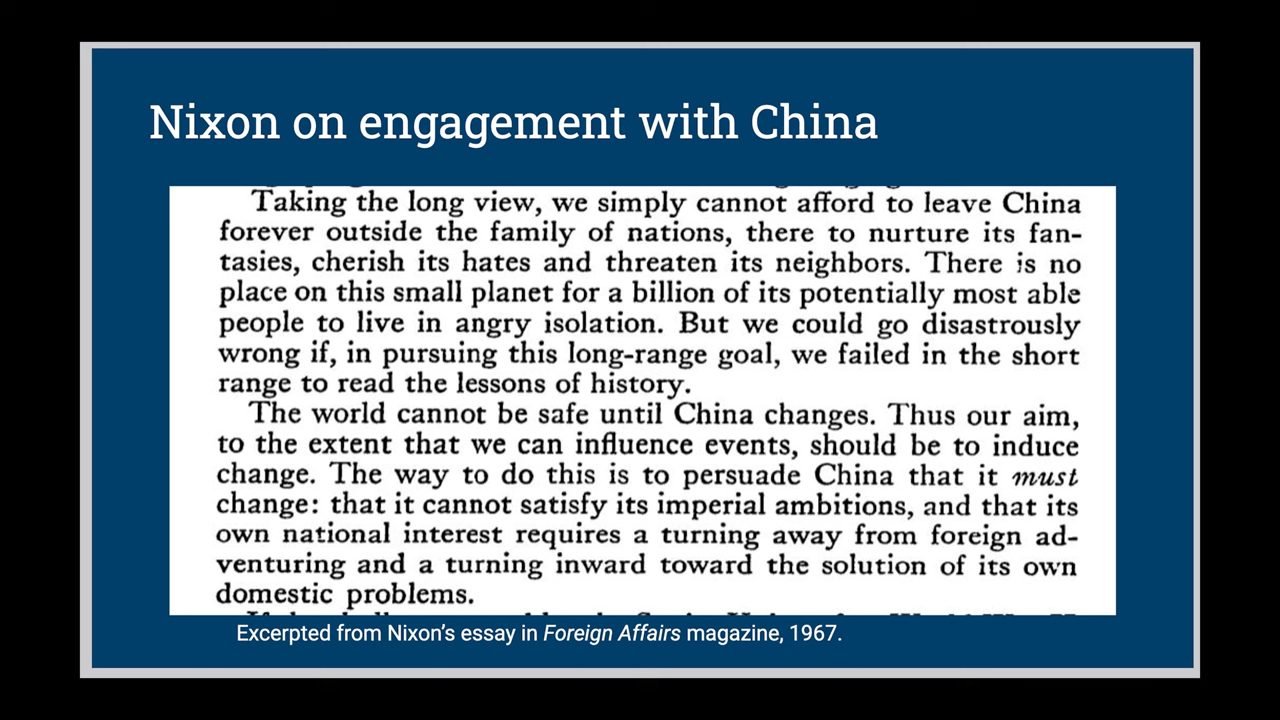 Nixon on engagement with China
Taking the long view, we simply cannot afford to leave China
forever outside the family of nations, there to nurture its fan-
tasies, cherish its hates and threaten its neighbors. There is no
place on this small planet for a billion of its potentially most able
people to live in angry isolation. But we could go disastrously
wrong if, in pursuing this long-range goal, we failed in the short
range to read the lessons of history.
The world cannot be safe until China changes. Thus our aim,
to the extent that we can influence events, should be to induce
change. The way to do this is to persuade China that it must
change: that it cannot satisfy its imperial ambitions, and that its
own national interest requires a turning away from foreign ad-
venturing and a turning inward toward the solution of its own
domestic problems.
Excerpted from Nixon's essay in Foreign Affairs magazine, 1967.